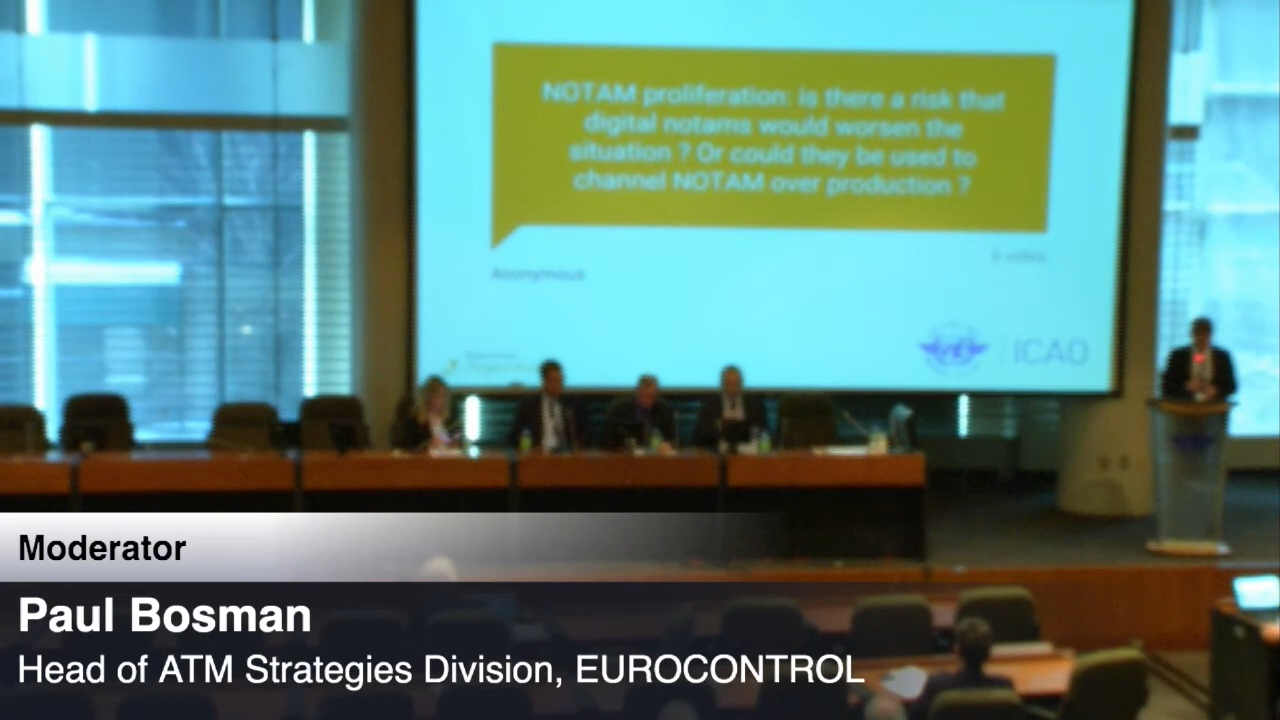 NOTAM proliferation: is there a risk that
digital notams would worsen the
situation ? Or could they be used to
channel NOTAM over production ?
Anonymous
ICAO
Moderator
Paul Bosman
Head of ATM Strategies Division, EUROCONTROL